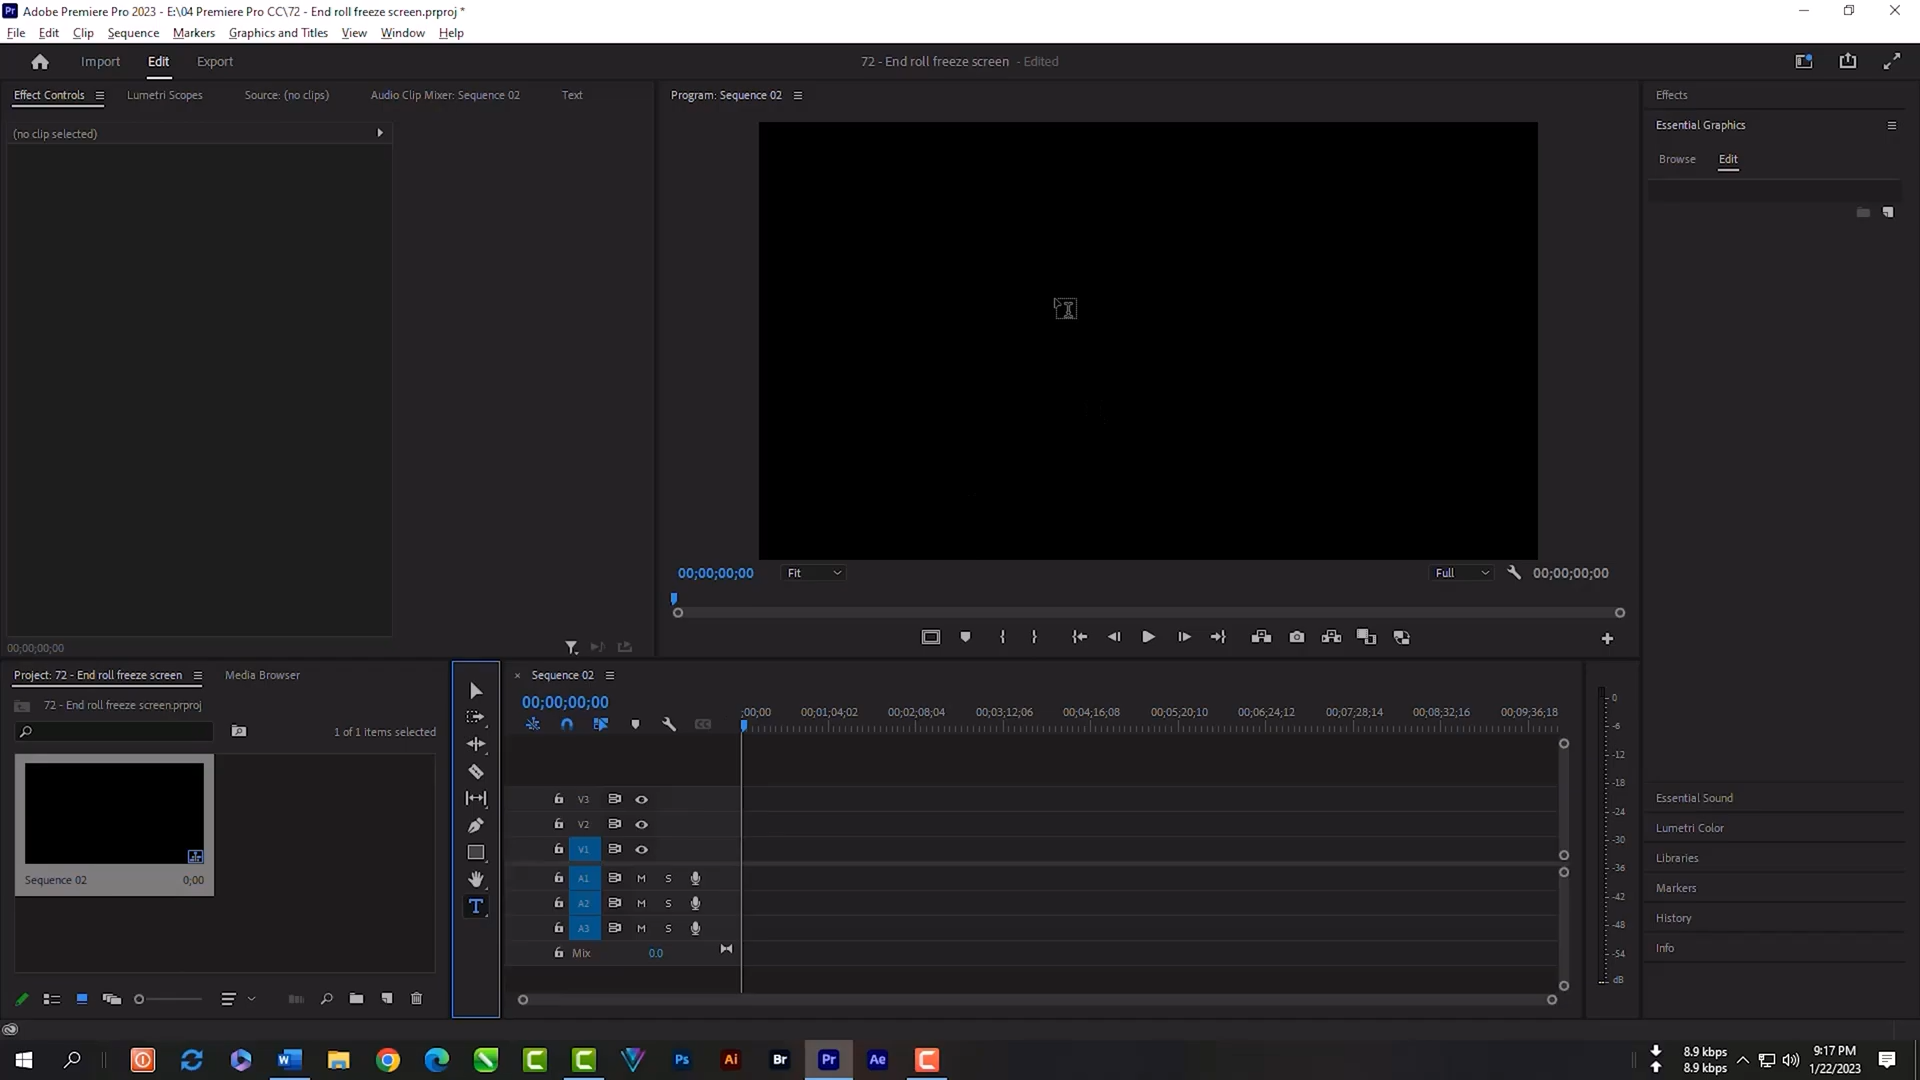 Adobe Premiere Pro 2023 - E:\04 Premiere Pro CC\72 - End roll freeze screen.prproj *
File Edit Clip Sequence Markers Graphics and Titles View Window Help
Import Edit Export 72 - End roll freeze screen - Edited
Effect Controls Lumetri Scopes Source: (no clips) Audio Clip Mixer: Sequence 02 Text
(no clip selected)
00;00;00;00
Program: Sequence 02
00;00;00;00 Fit Full 00;00;00;00
Effects
Essential Graphics
Browse Edit
Essential Sound
Lumetri Color
Libraries
Markers
History
Info
Project: 72 - End roll freeze screen Media Browser
72 - End roll freeze screen.prproj
1 of 1 items selected
Sequence 02 0;00
Sequence 02
00;00;00;00
;00;00 00;01;04;02 00;02;08;04 00;03;12;06 00;04;16;08 00;05;20;10 00;06;24;12 00;07;28;14 00;08;32;16 00;09;36;18
V3
V2
V1
A1 M S
A2 M S
A3 M S
Mix 0.0
0
-6
-12
-18
-24
-30
-36
-42
-48
-54
dB
Ps Ai Br Pr Ae
8.9 kbps
8.9 kbps
9:17 PM
1/22/2023